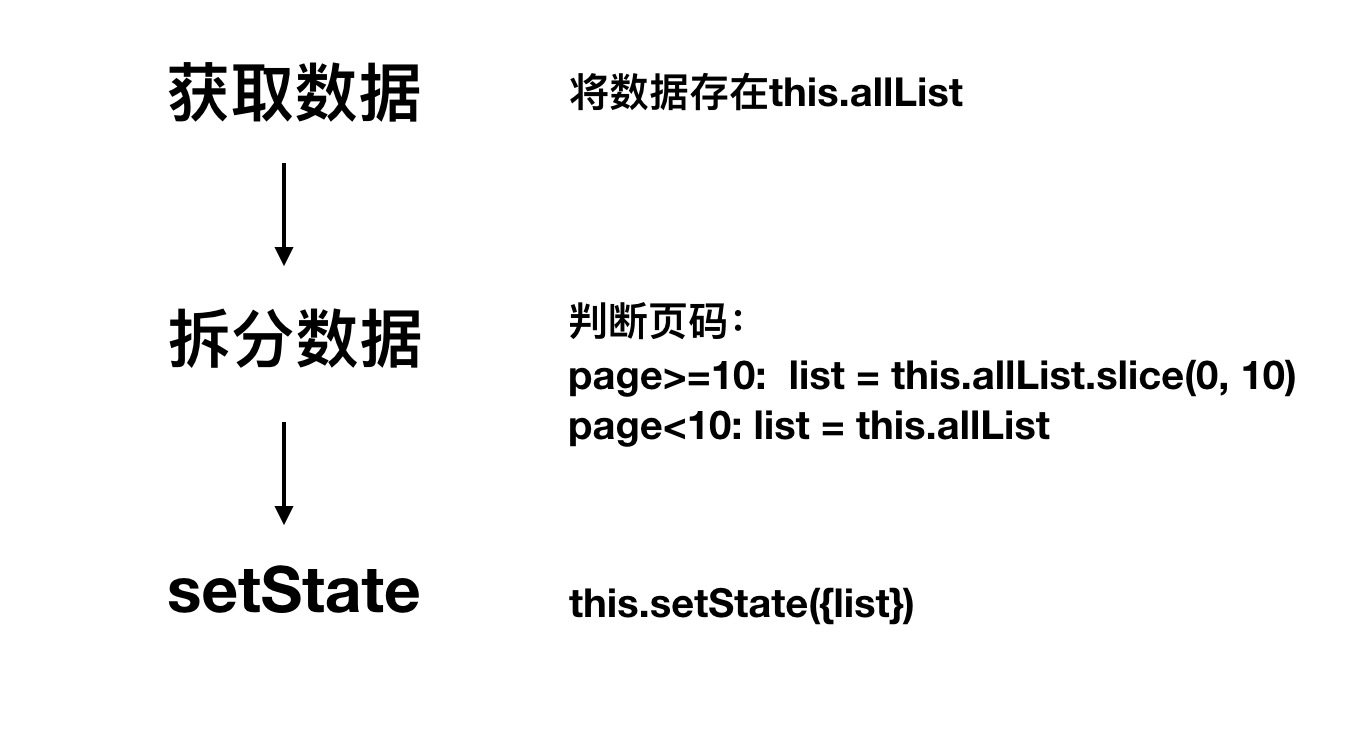 获取数据
将数据存在this.allList
拆分数据
判断页码：
page>=10:  list = this.allList.slice(0, 10)
page<10: list = this.allList
setState
this.setState({list})